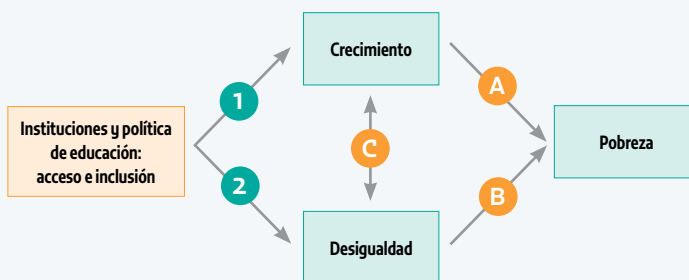 Crecimiento
1
A
Instituciones y política
de educación:
acceso e inclusión
C
Pobreza
2
B
Desigualdad